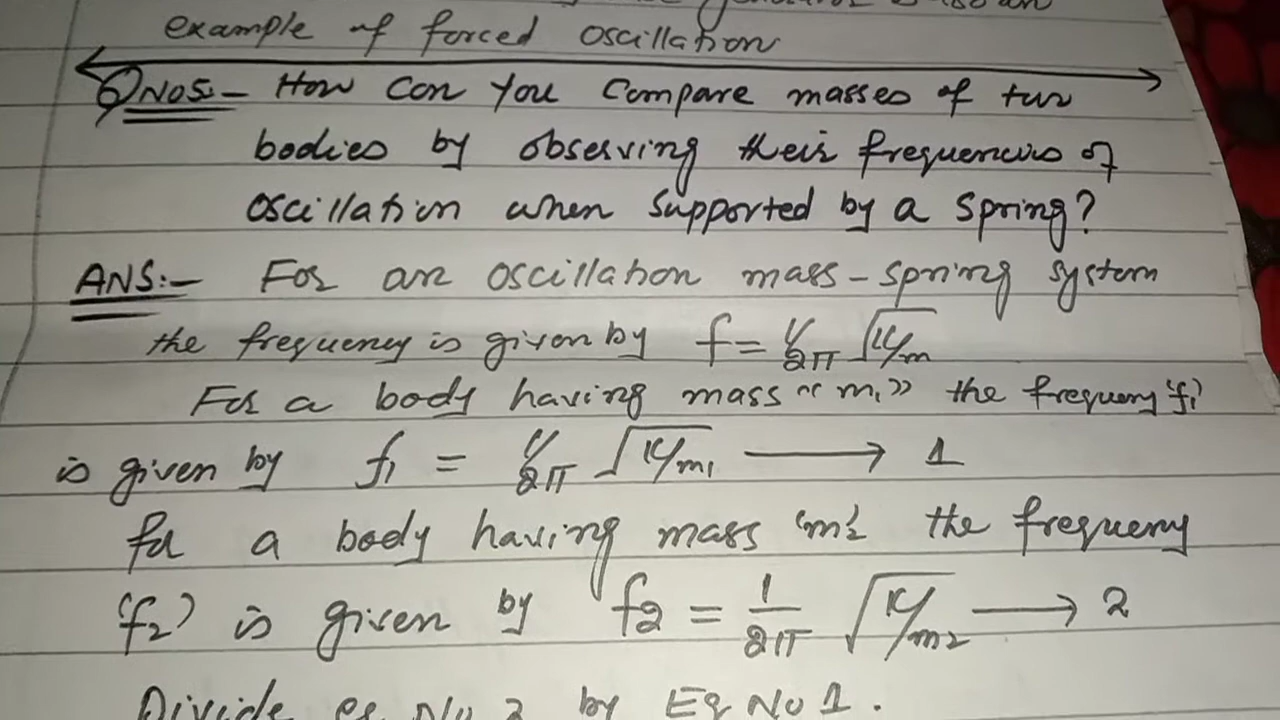 example of forced oscillation
QNO5:- How can you compare masses of two
bodies by observing their frequencies of
oscillation when supported by a spring?
ANS:- For an oscillation mass-spring system
the frequency is given by f = 1/2π √K/m
For a body having mass "m₁" the frequency 'f₁'
is given by f₁ = 1/2π √K/m₁ ⟶ 1
for a body having mass 'm₂' the frequency
'f₂' is given by f₂ = 1/2π √K/m₂ ⟶ 2
Divide eq No 2 by Eq No 1.